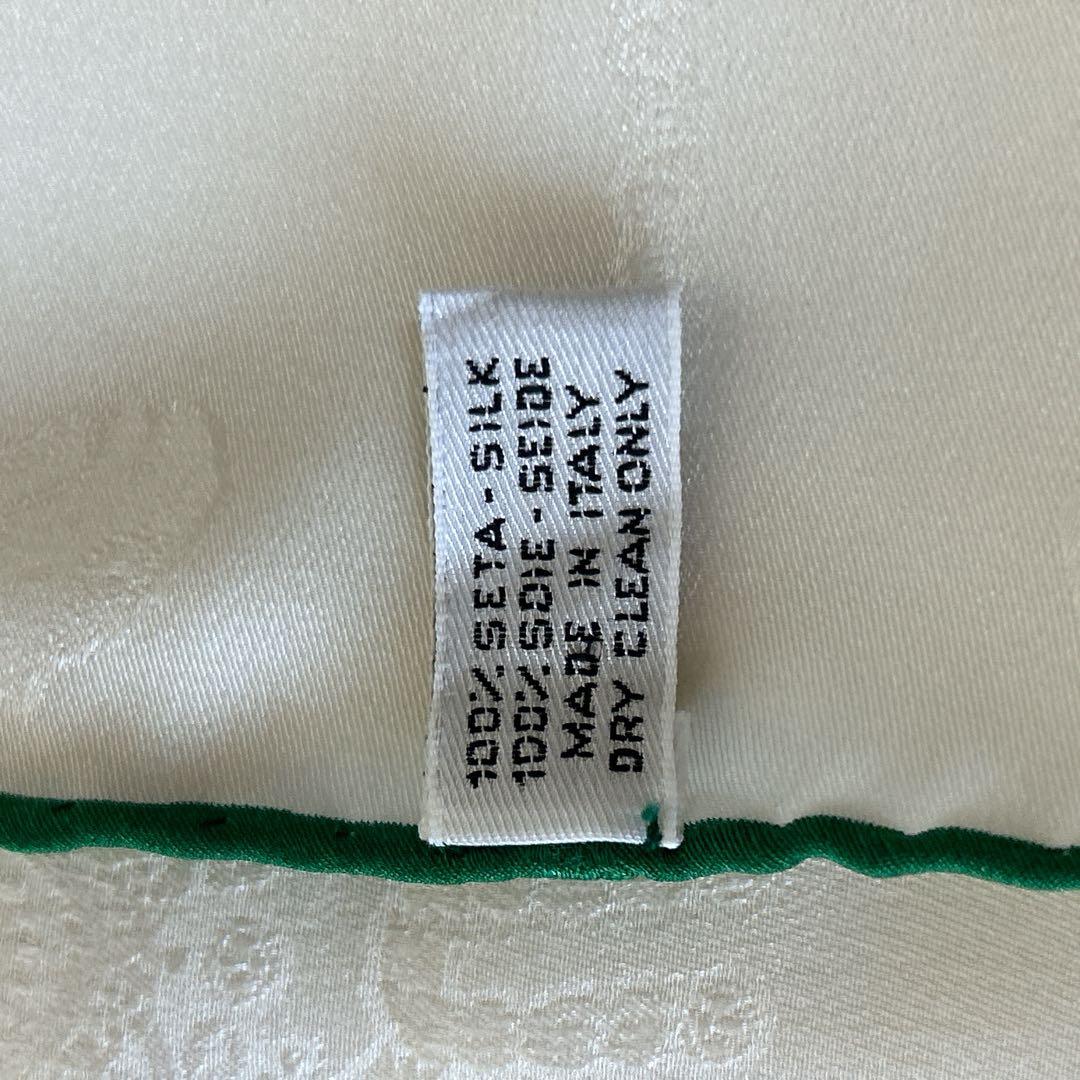 100% SETA - SILK
100% SOIE - SEIDE
MADE IN ITALY
DRY CLEAN ONLY